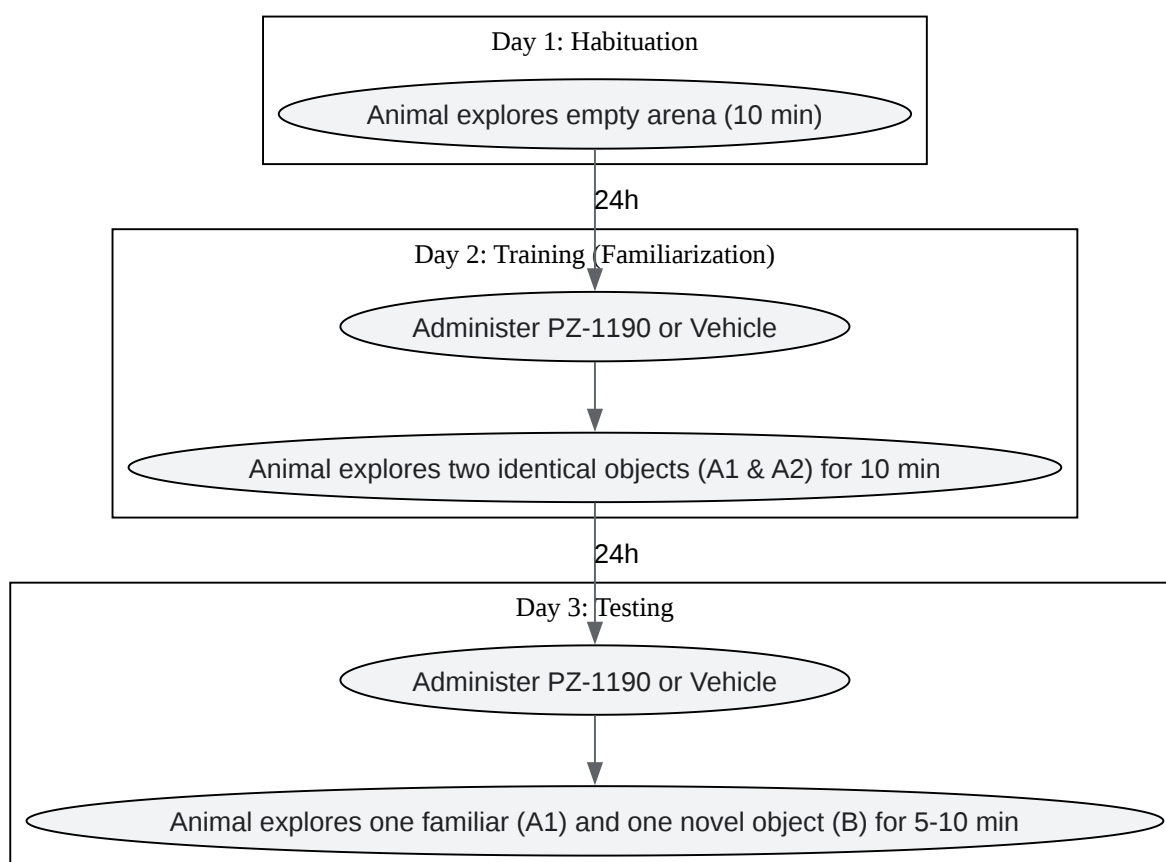 Day 1: Habituation
Animal explores empty arena (10 min)
24h
Day 2: Training (Familiarization)
Administer PZ-1190 or Vehicle
Animal explores two identical objects (A1 & A2) for 10 min
24h
Day 3: Testing
Administer PZ-1190 or Vehicle
Animal explores one familiar (A1) and one novel object (B) for 5-10 min